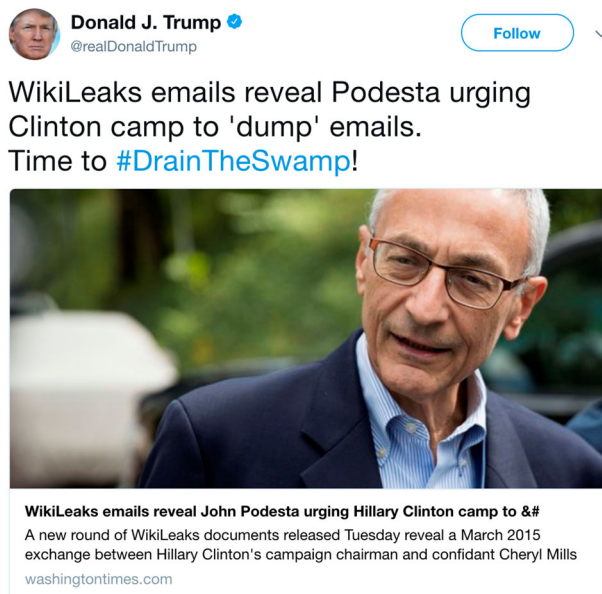 Donald J. Trump
@realDonaldTrump
Follow
WikiLeaks emails reveal Podesta urging
Clinton camp to 'dump' emails.
Time to #DrainTheSwamp!
WikiLeaks emails reveal John Podesta urging Hillary Clinton camp to &#
A new round of WikiLeaks documents released Tuesday reveal a March 2015
exchange between Hillary Clinton's campaign chairman and confidant Cheryl Mills
washingtontimes.com